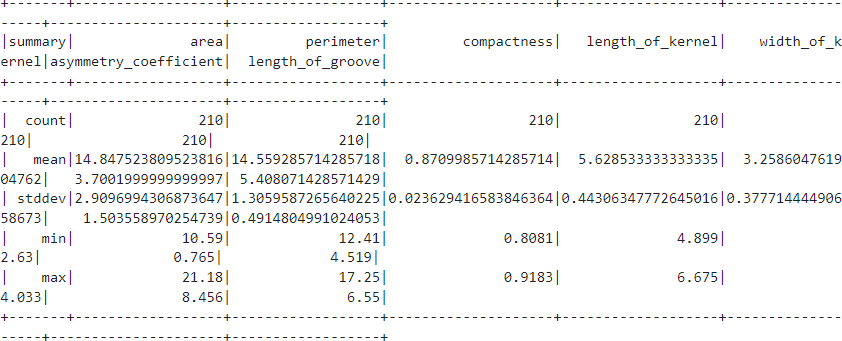 +-------+------------------+------------------+--------------------+-------------------+--------------
-----+--------------------+------------------+
|summary|              area|         perimeter|         compactness|   length_of_kernel|    width_of_k
ernel|asymmetry_coefficient|  length_of_groove|
+-------+------------------+------------------+--------------------+-------------------+--------------
-----+--------------------+------------------+
|  count|               210|               210|                 210|                210|
210|                 210|               210|
|   mean|14.847523809523816|14.559285714285718|  0.8709985714285714|  5.628533333333335|3.2586047619
04762|  3.7001999999999997| 5.408071428571429|
| stddev|2.9096994306873647|1.3059587265640225|0.023629416583846364|0.44306347772645016|0.377714444906
58673|   1.503558970254739|0.4914804991024053|
|    min|             10.59|             12.41|              0.8081|              4.899|
2.63|               0.765|             4.519|
|    max|             21.18|             17.25|              0.9183|              6.675|
4.033|               8.456|              6.55|
+-------+------------------+------------------+--------------------+-------------------+--------------
-----+--------------------+------------------+